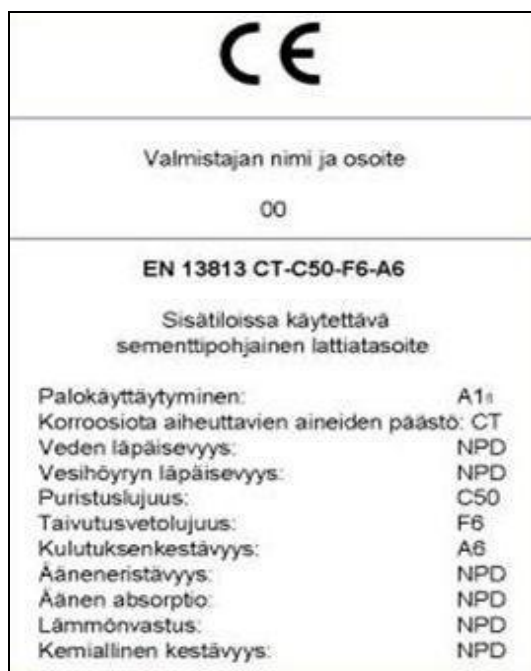 CE
Valmistajan nimi ja osoite
00
EN 13813 CT-C50-F6-A6
Sisätiloissa käytettävä
sementtipohjainen lattiatasoite
Palokäyttäytyminen: A1fl
Korroosiota aiheuttavien aineiden päästö: CT
Veden läpäisevyys: NPD
Vesihöyryn läpäisevyys: NPD
Puristuslujuus: C50
Taivutusvetolujuus: F6
Kulutuksenkestävyys: A6
Ääneneristävyys: NPD
Äänen absorptio: NPD
Lämmönvastus: NPD
Kemiallinen kestävyys: NPD